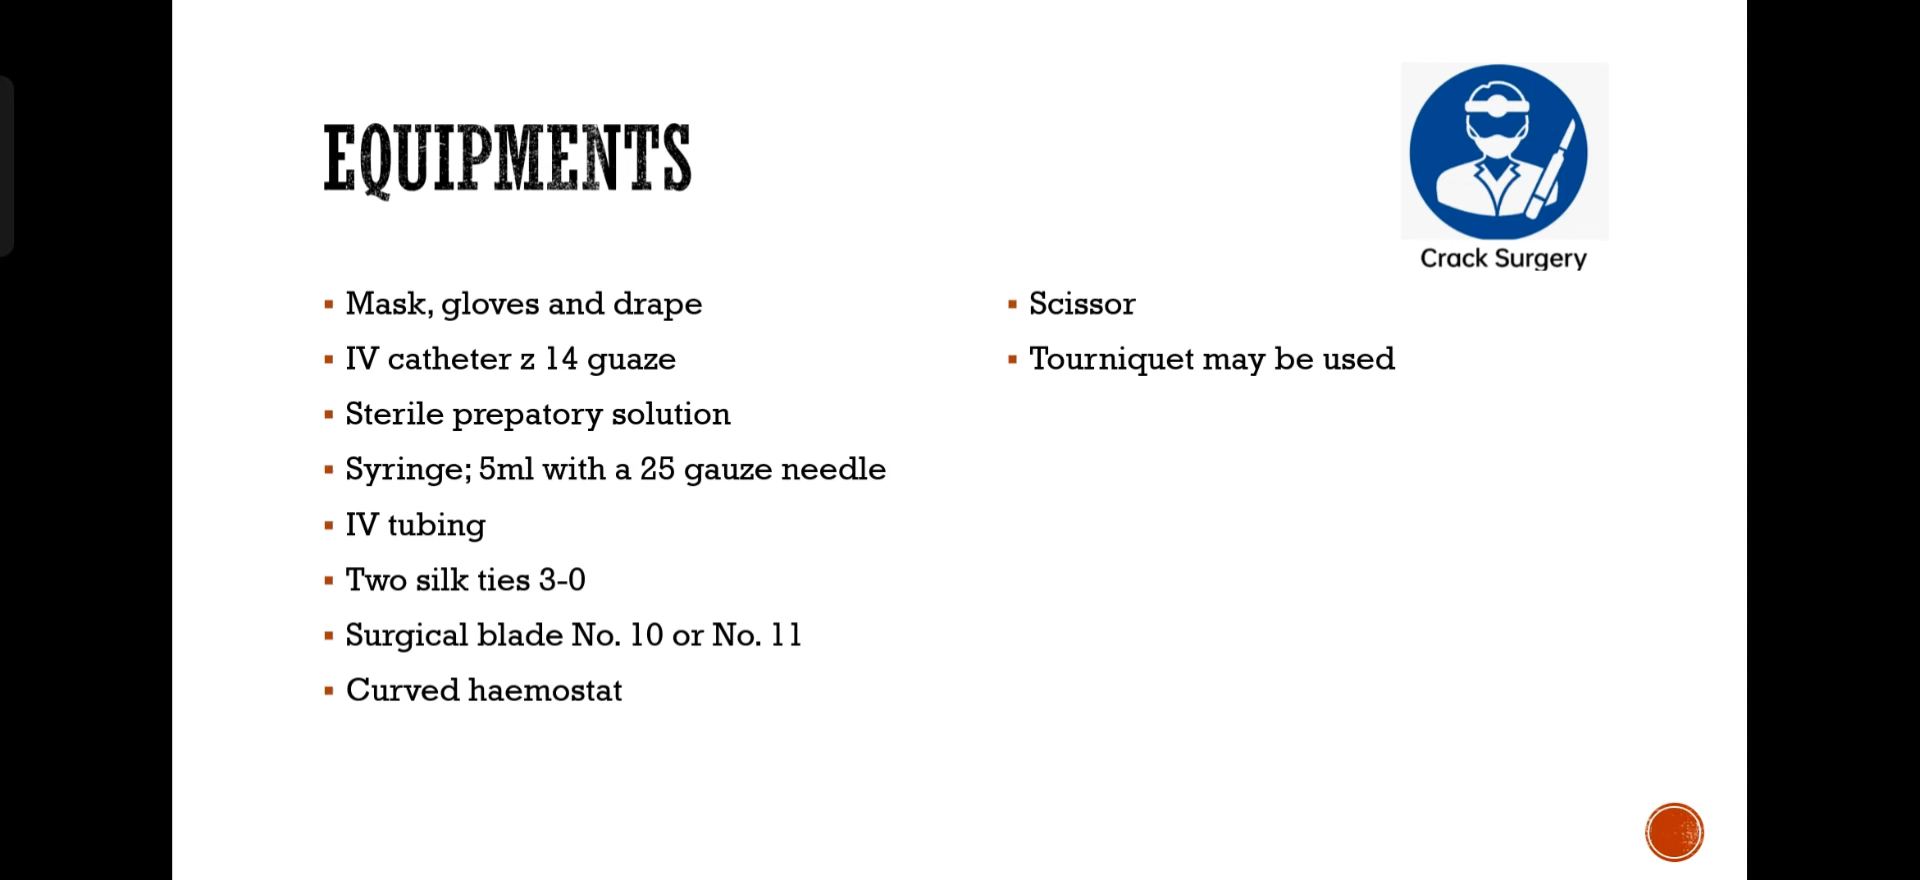 EQUIPMENTS
Crack Surgery
Mask, gloves and drape
IV catheter z 14 guaze
Sterile prepatory solution
Syringe; 5ml with a 25 gauze needle
IV tubing
Two silk ties 3-0
Surgical blade No. 10 or No. 11
Curved haemostat
Scissor
Tourniquet may be used